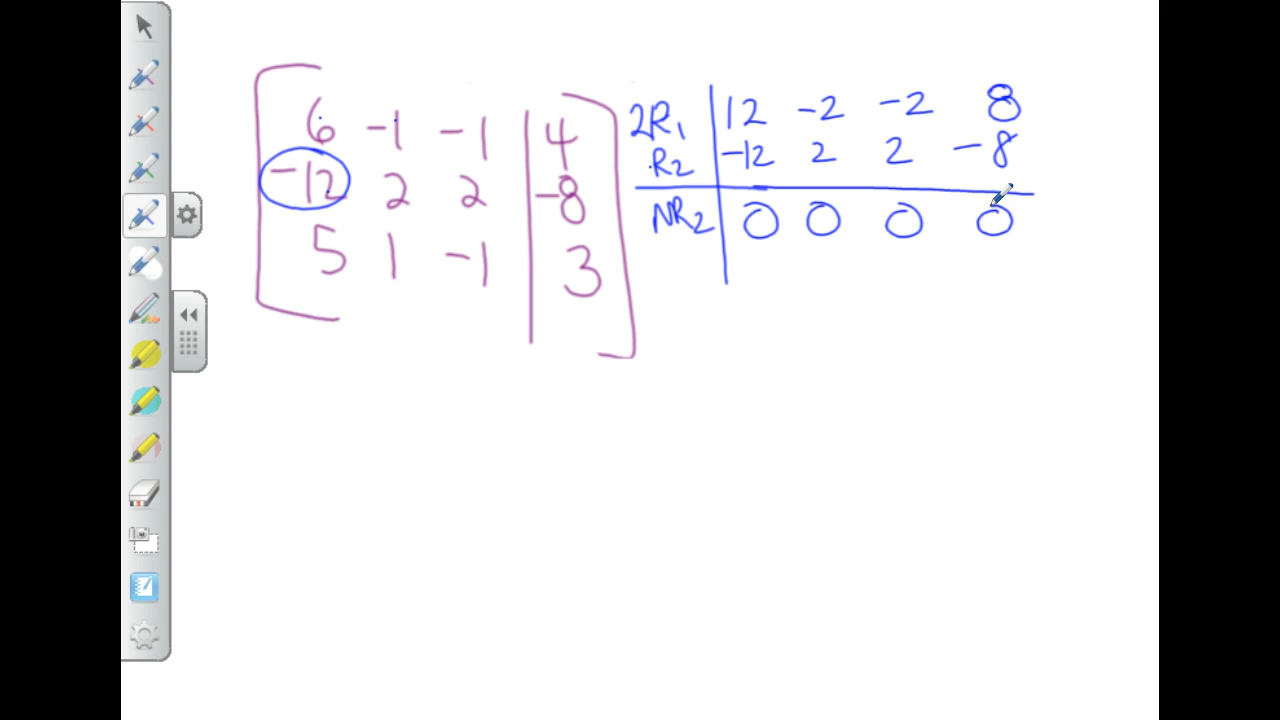 6 -1 -1 | 4
-12 2 2 | -8
5 1 -1 | 3
2R1 | 12 -2 -2 8
R2 | -12 2 2 -8
NR2 | 0 0 0 0